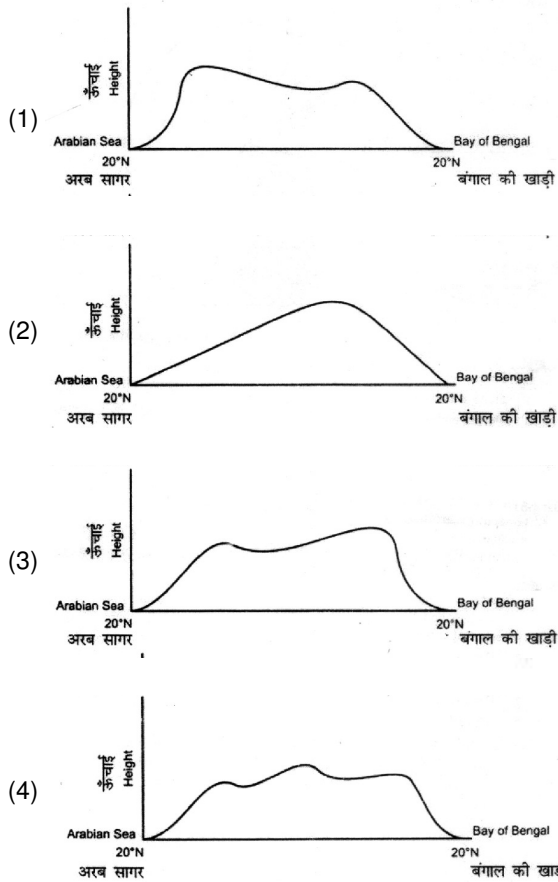 (1)
ऊँचाई
Height
Arabian Sea
Bay of Bengal
20°N
20°N
अरब सागर
बंगाल की खाड़ी
(2)
ऊँचाई
Height
Arabian Sea
Bay of Bengal
20°N
20°N
अरब सागर
बंगाल की खाड़ी
(3)
ऊँचाई
Height
Arabian Sea
Bay of Bengal
20°N
20°N
अरब सागर
बंगाल की खाड़ी
(4)
ऊँचाई
Height
Arabian Sea
Bay of Bengal
20°N
20°N
अरब सागर
बंगाल की